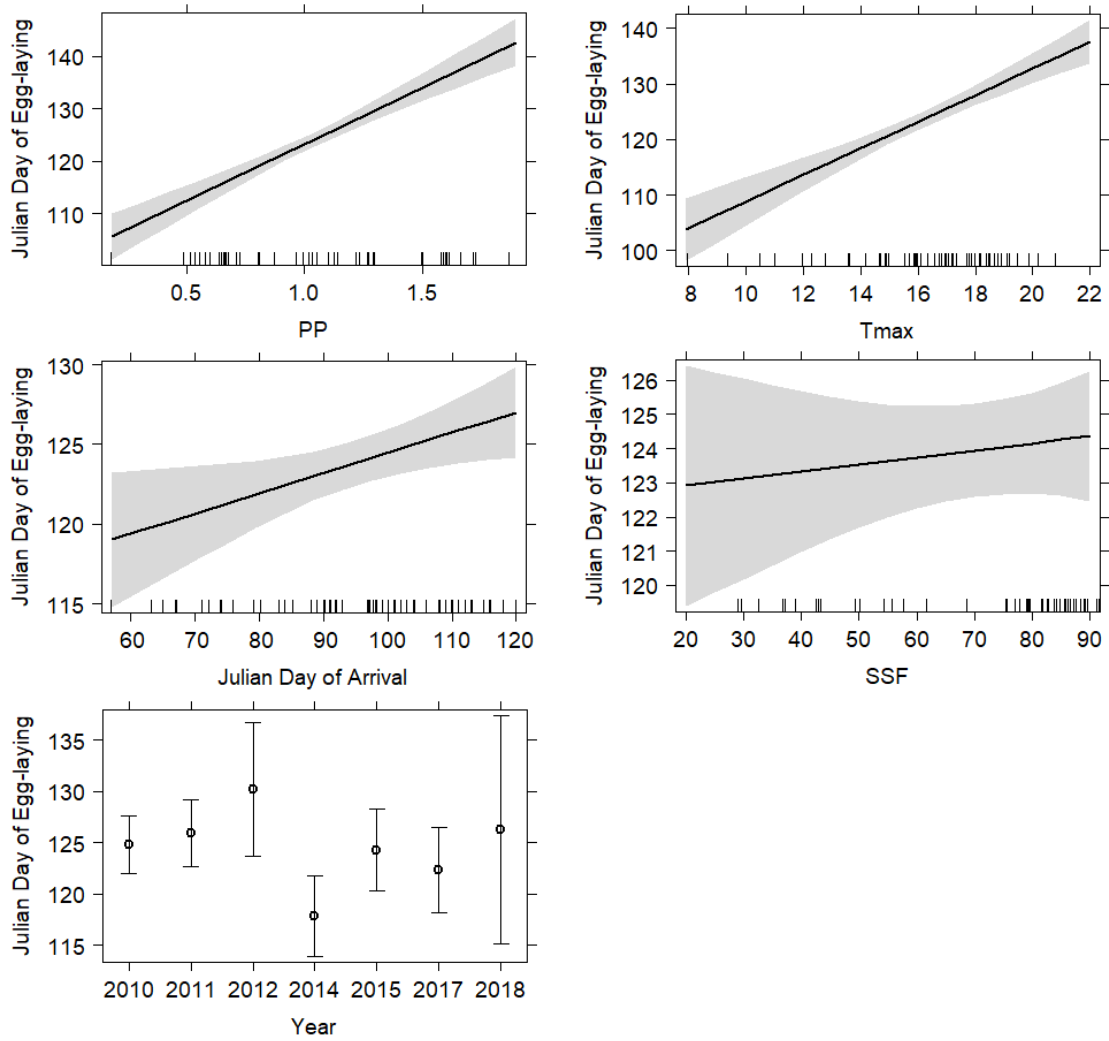 Julian Day of Egg-laying
140
130
120
110
0.5 1.0 1.5
PP
Julian Day of Egg-laying
140
130
120
110
100
8 10 12 14 16 18 20 22
Tmax
Julian Day of Egg-laying
130
125
120
115
60 70 80 90 100 110 120
Julian Day of Arrival
Julian Day of Egg-laying
126
125
124
123
122
121
120
20 30 40 50 60 70 80 90
SSF
Julian Day of Egg-laying
135
130
125
120
115
2010 2011 2012 2014 2015 2017 2018
Year